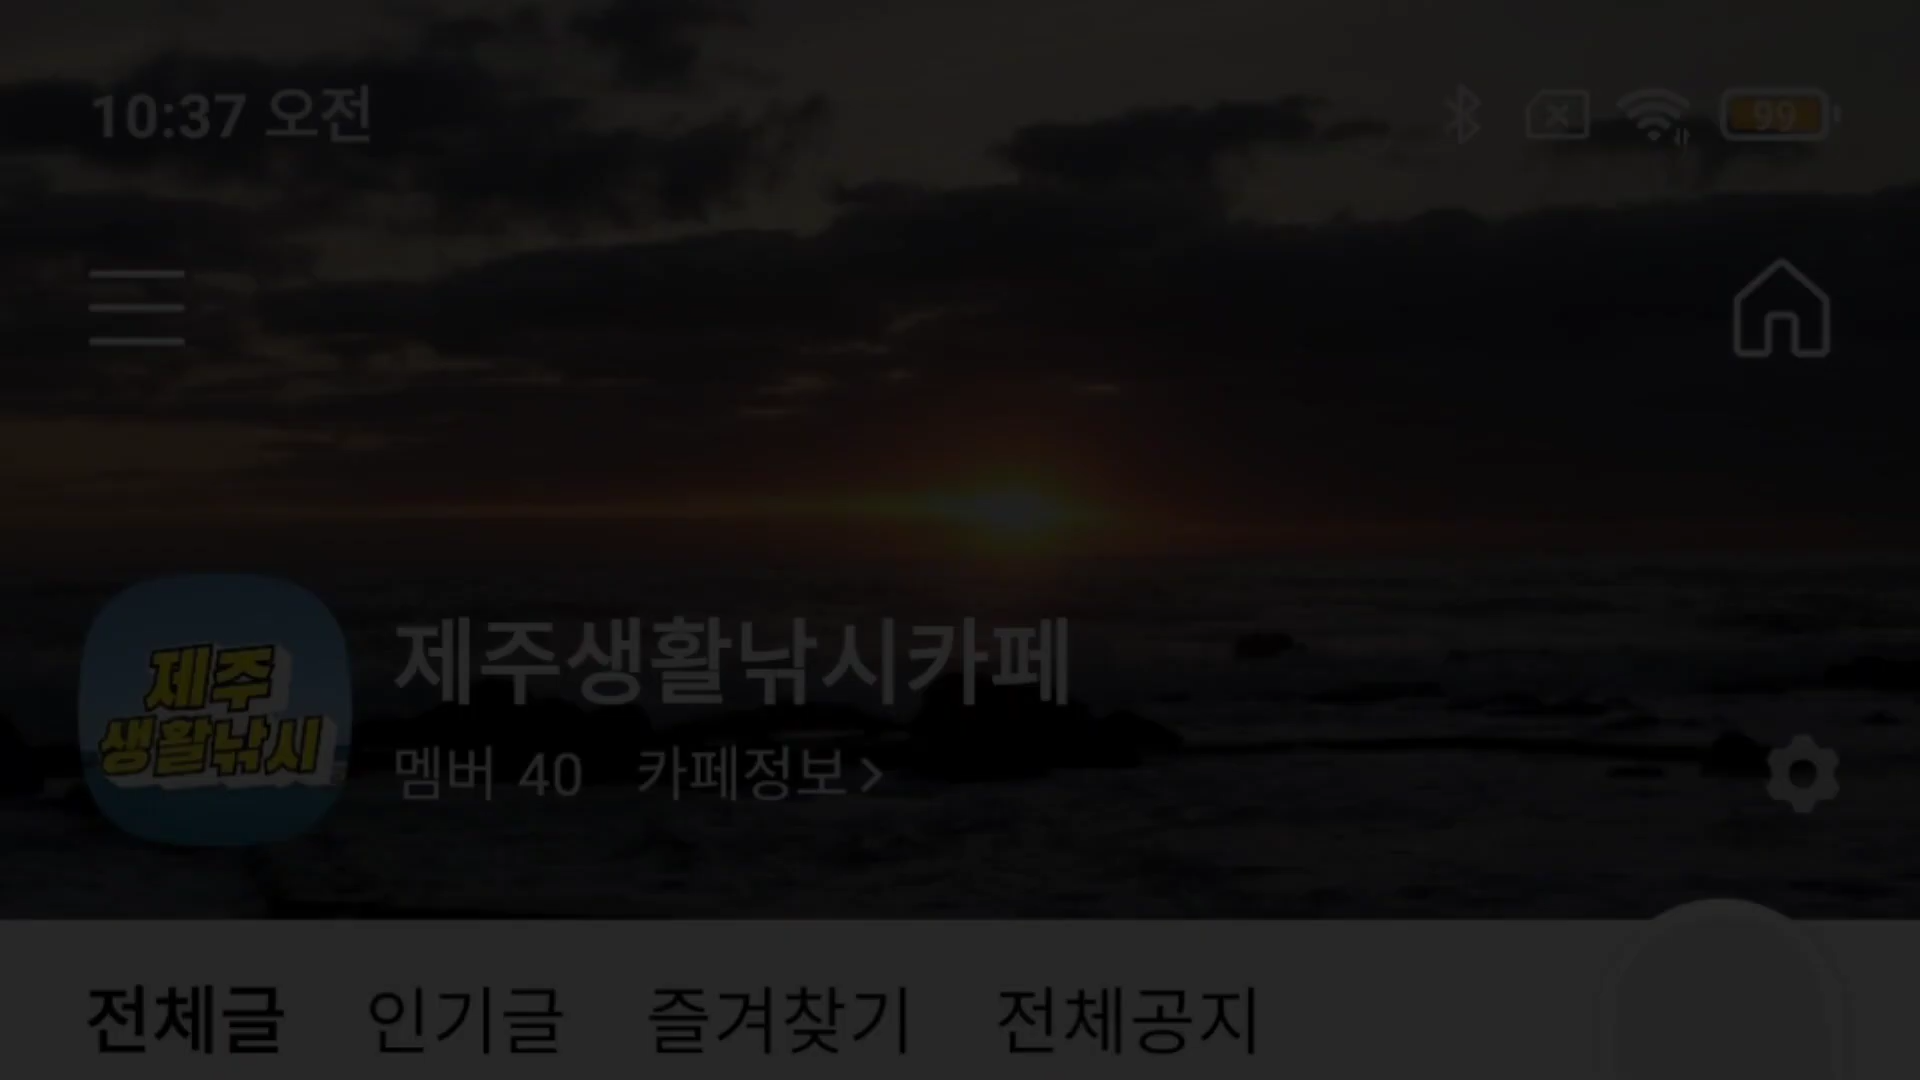 10:37 오전
99
제주
생활낚시
제주생활낚시카페
멤버 40 카페정보
전체글 인기글 즐겨찾기 전체공지